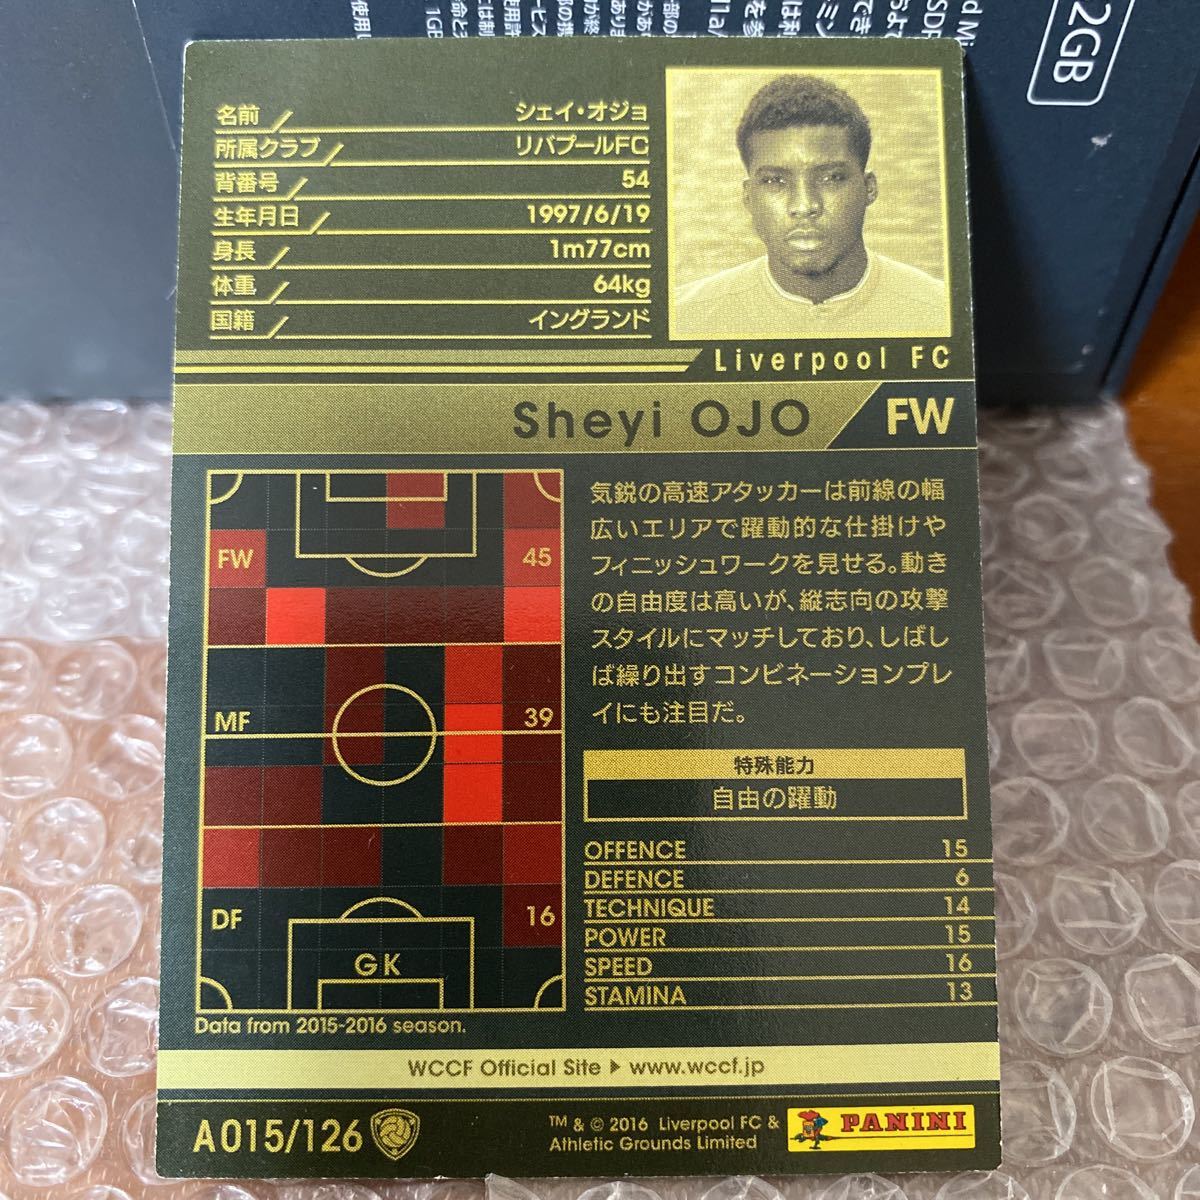 2GB
名前 シェイ・オジョ
所属クラブ リバプールFC
背番号 54
生年月日 1997/6/19
身長 1m77cm
体重 64kg
国籍 イングランド
Liverpool FC
Sheyi OJO FW
FW 45
MF 39
DF 16
GK
Data from 2015-2016 season.
気鋭の高速アタッカーは前線の幅
広いエリアで躍動的な仕掛けや
フィニッシュワークを見せる。動き
の自由度は高いが、縦志向の攻撃
スタイルにマッチしており、しばし
ば繰り出すコンビネーションプレ
イにも注目だ。
特殊能力
自由の躍動
OFFENCE 15
DEFENCE 6
TECHNIQUE 14
POWER 15
SPEED 16
STAMINA 13
WCCF Official Site ▶ www.wccf.jp
A015/126
TM & © 2016 Liverpool FC &
Athletic Grounds Limited
PANINI